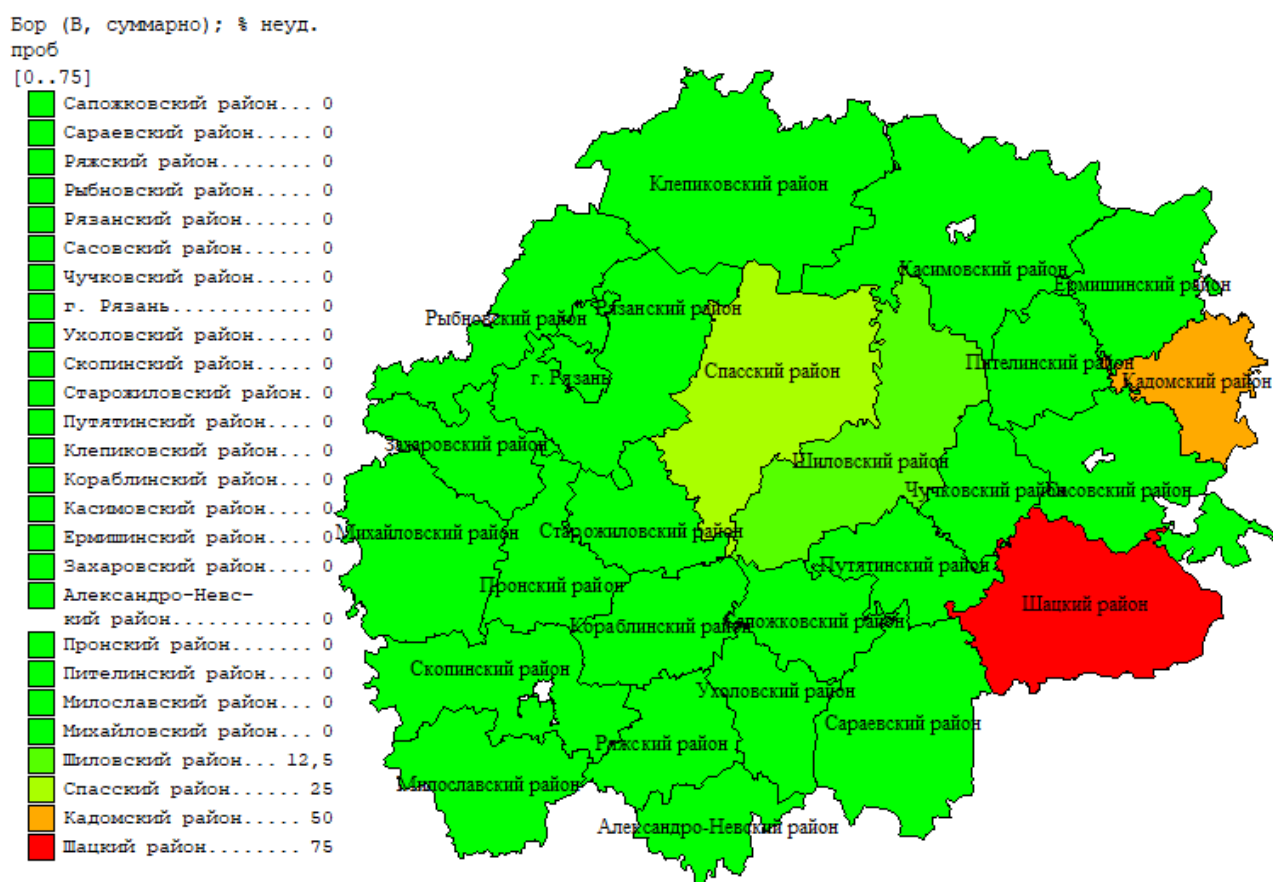 Бор (В, суммарно); % неуд.
проб
[0..75]
Сапожковский район... 0
Сараевский район..... 0
Ряжский район........ 0
Рыбновский район..... 0
Рязанский район...... 0
Сасовский район...... 0
Чучковский район..... 0
г. Рязань............ 0
Ухоловский район..... 0
Скопинский район..... 0
Старожиловский район. 0
Путятинский район.... 0
Клепиковский район... 0
Кораблинский район... 0
Касимовский район.... 0
Ермишинский район.... 0
Захаровский район.... 0
Александро-Невс-
кий район............ 0
Пронский район....... 0
Пителинский район.... 0
Милославский район... 0
Михайловский район... 0
Шиловский район... 12,5
Спасский район...... 25
Кадомский район..... 50
Шацкий район........ 75
Клепиковский район
Касимовский район
Ермишинский район
Рязанский район
Рыбновский район
Пителинский район
Спасский район
г. Рязань
Кадомский район
Захаровский район
Шиловский район
Чучковский район
Сасовский район
Михайловский район
Старожиловский район
Путятинский район
Пронский район
Шацкий район
Кораблинский район
Сапожковский район
Скопинский район
Ухоловский район
Сараевский район
Ряжский район
Милославский район
Александро-Невский район